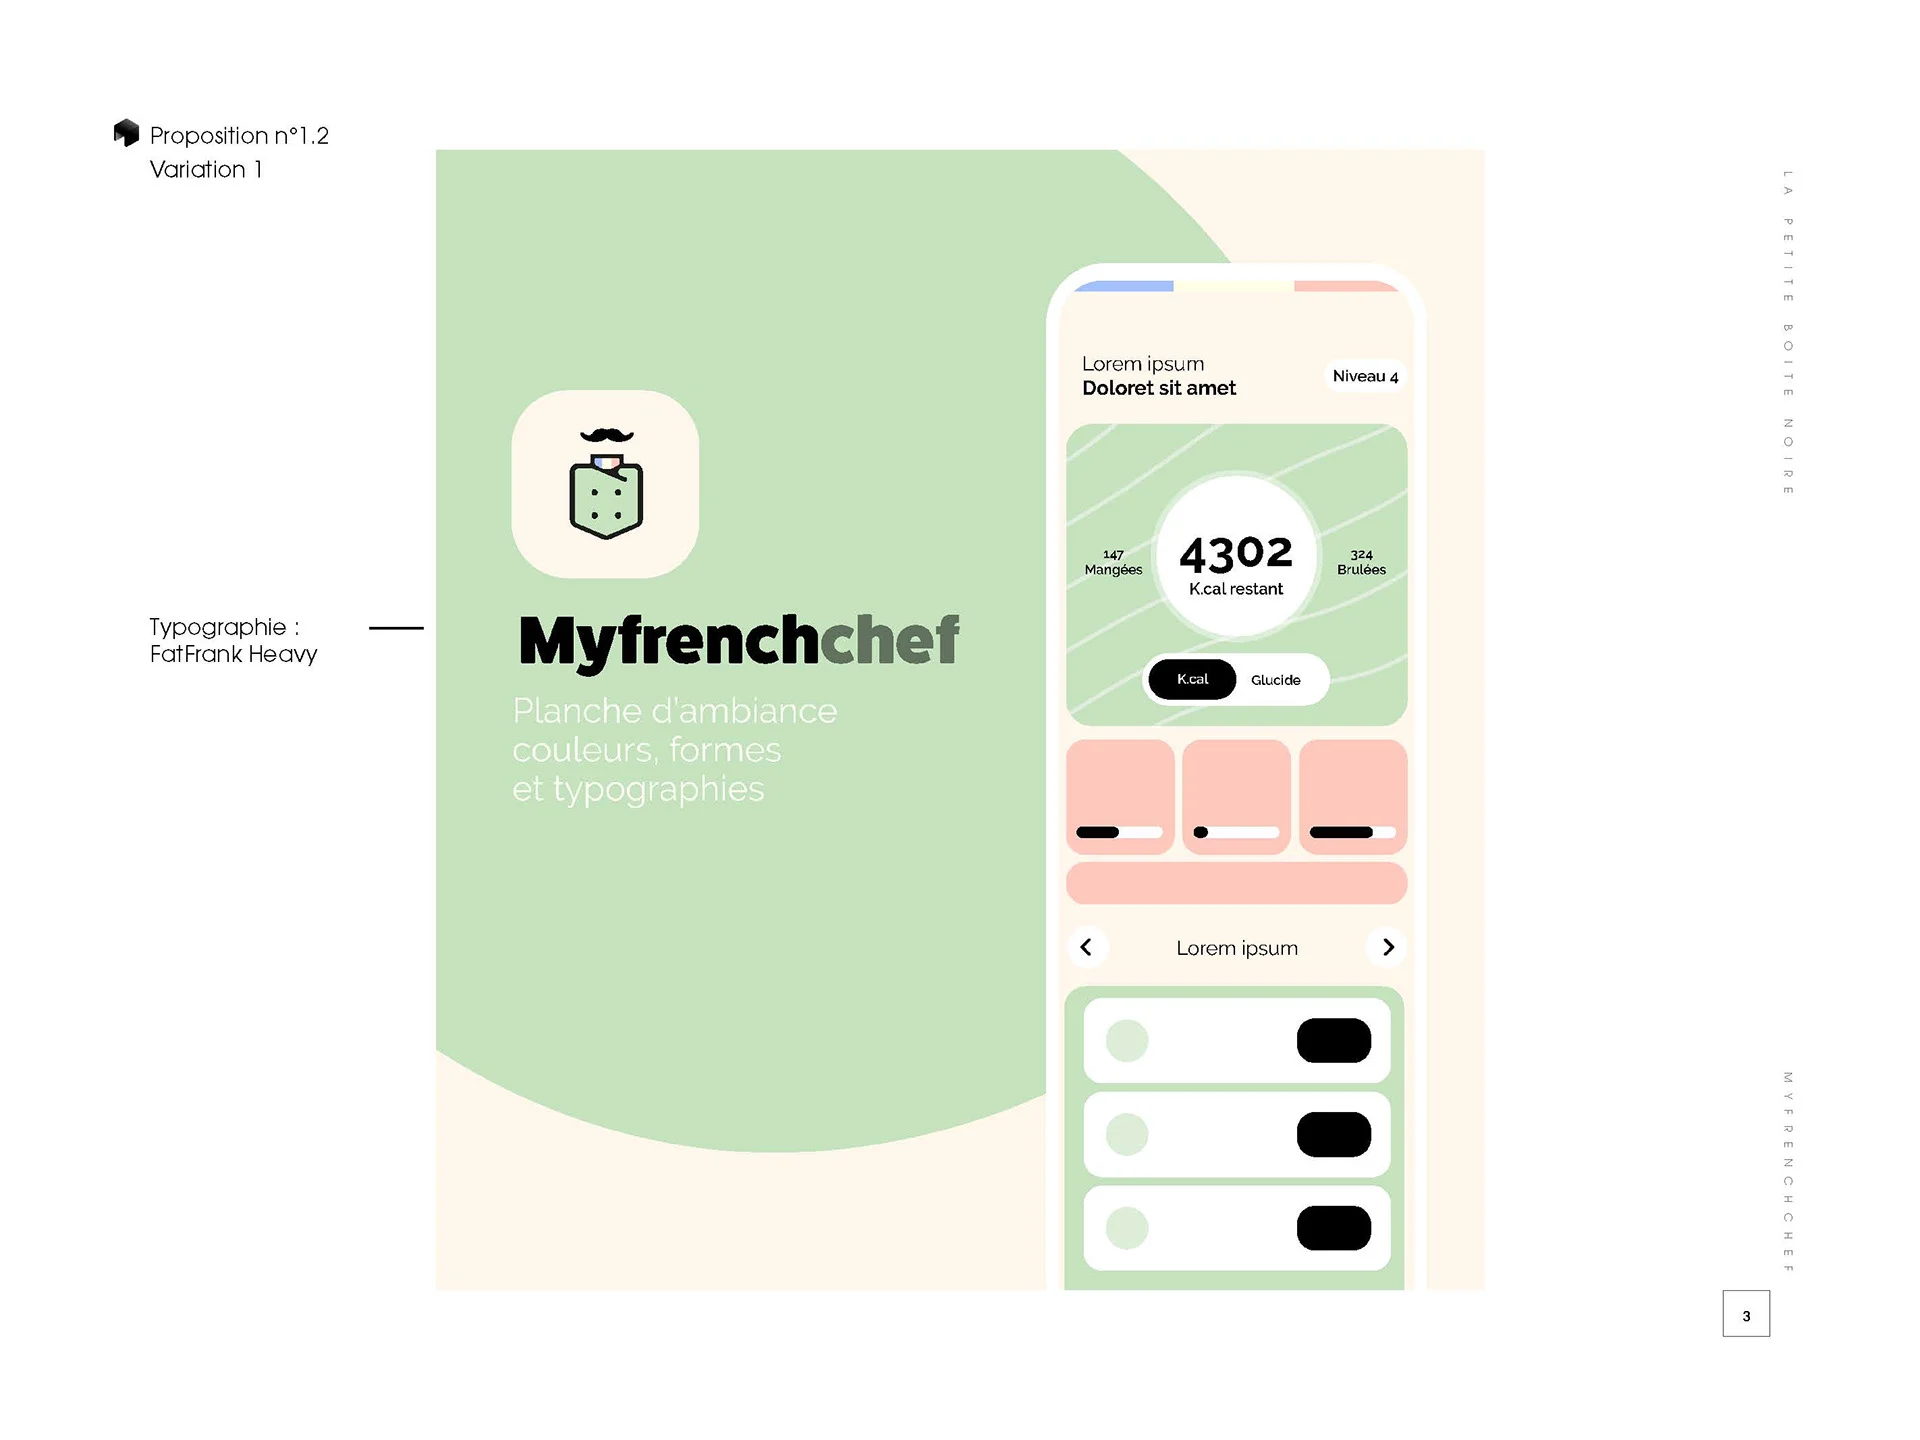 Proposition n°1.2
Variation 1
Typographie :
FatFrank Heavy
Myfrenchchef
Planche d'ambiance
couleurs, formes
et typographies
Lorem ipsum
Doloret sit amet
Niveau 4
147
Mangées
4302
K.cal restant
324
Brulées
K.cal
Glucide
Lorem ipsum
LA PETITE BOITE NOIRE
MYFRENCHCHEF
3